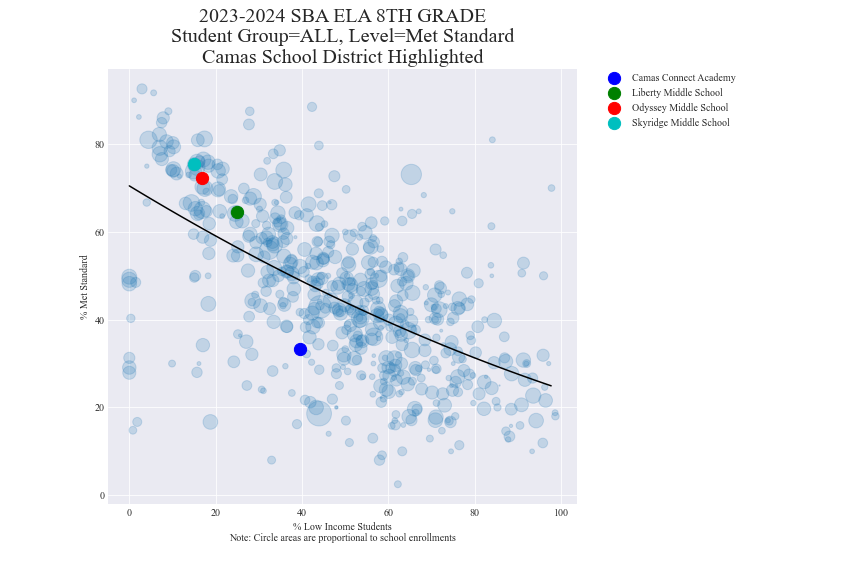 2023-2024 SBA ELA 8TH GRADE
Student Group=ALL, Level=Met Standard
Camas School District Highlighted
Camas Connect Academy
Liberty Middle School
Odyssey Middle School
Skyridge Middle School
% Met Standard
80
60
40
20
0
0 20 40 60 80 100
% Low Income Students
Note: Circle areas are proportional to school enrollments